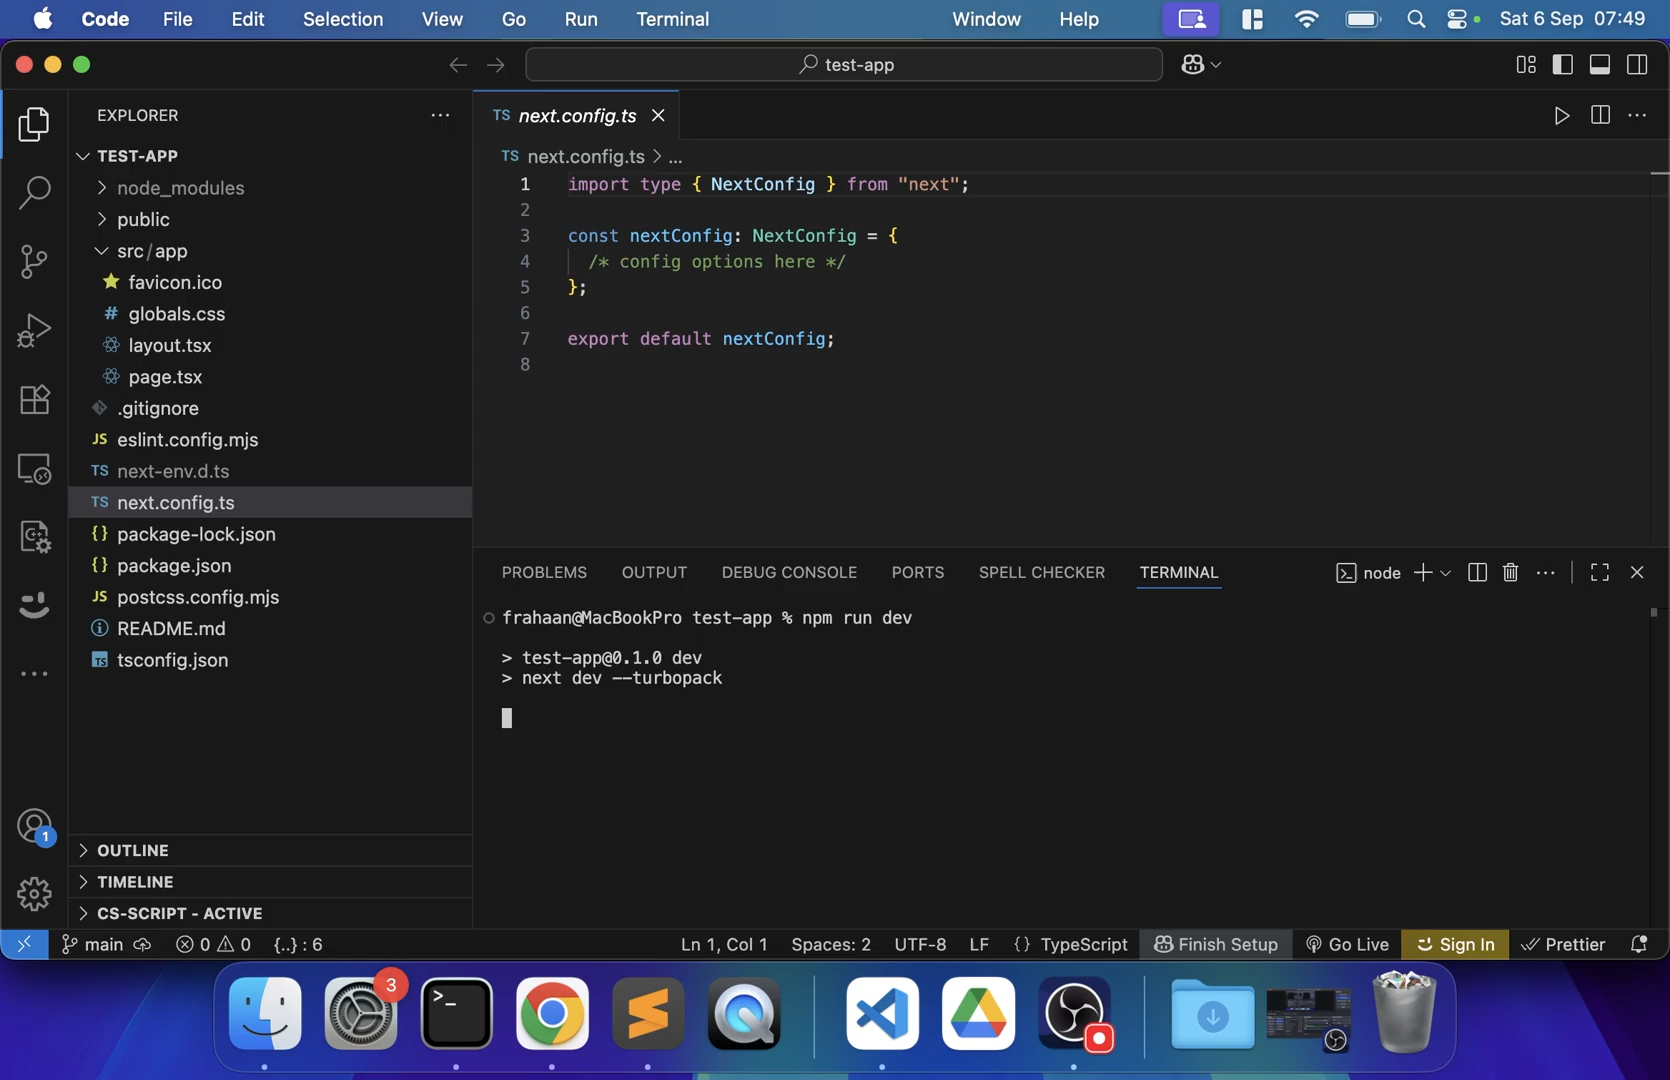 Code File Edit Selection View Go Run Terminal Window Help Sat 6 Sep 07:49
test-app
EXPLORER
TEST-APP
node_modules
public
src/app
favicon.ico
# globals.css
layout.tsx
page.tsx
.gitignore
JS eslint.config.mjs
TS next-env.d.ts
TS next.config.ts
{} package-lock.json
{} package.json
JS postcss.config.mjs
README.md
TS tsconfig.json
OUTLINE
TIMELINE
CS-SCRIPT - ACTIVE
1
TS next.config.ts
TS next.config.ts > ...
1 import type { NextConfig } from "next";
2
3 const nextConfig: NextConfig = {
4 /* config options here */
5 };
6
7 export default nextConfig;
8
PROBLEMS OUTPUT DEBUG CONSOLE PORTS SPELL CHECKER TERMINAL node
frahaan@MacBookPro test-app % npm run dev
> test-app@0.1.0 dev
> next dev --turbopack
main 0 0 {..} : 6 Ln 1, Col 1 Spaces: 2 UTF-8 LF {} TypeScript Finish Setup Go Live Sign In Prettier
3